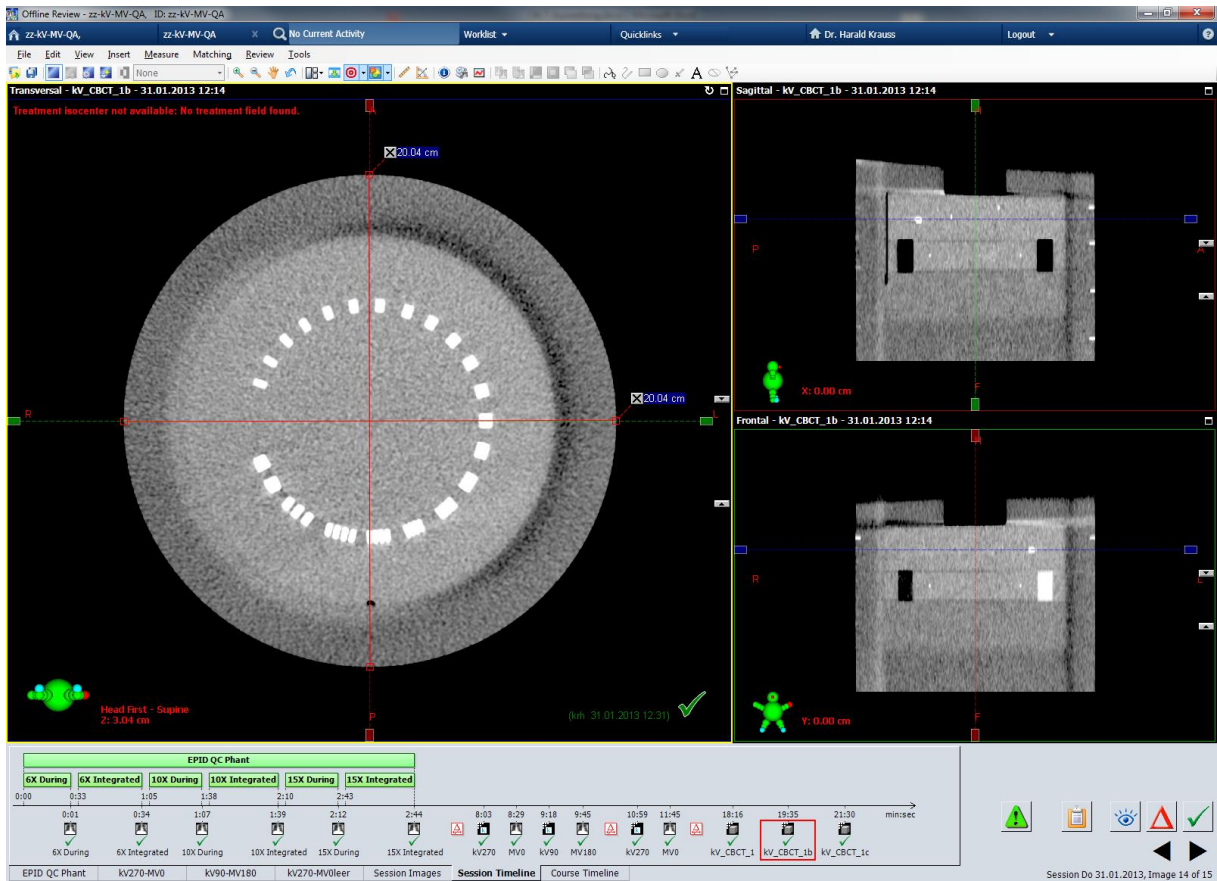 Offline Review - zz-kV-MV-QA, ID: zz-kV-MV-QA
zz-kV-MV-QA, zz-kV-MV-QA X No Current Activity Worklist Quicklinks Dr. Harald Krauss Logout
File Edit View Insert Measure Matching Review Tools
None
A
Transversal - kV_CBCT_1b - 31.01.2013 12:14
Treatment isocenter not available: No treatment field found.
A
20.04 cm
20.04 cm
R
L
Head First - Supine
Z: 3.04 cm
P
(krh 31.01.2013 12:31)
Sagittal - kV_CBCT_1b - 31.01.2013 12:14
H
P
A
X: 0.00 cm
F
Frontal - kV_CBCT_1b - 31.01.2013 12:14
H
R
L
Y: 0.00 cm
F
EPID QC Phant
6X During 6X Integrated 10X During 10X Integrated 15X During 15X Integrated
0:00 0:33 1:05 1:38 2:10 2:43
0:01 0:34 1:07 1:39 2:12 2:44 8:03 8:29 9:18 9:45 10:59 11:45 18:16 19:35 21:30 min:sec
6X During 6X Integrated 10X During 10X Integrated 15X During 15X Integrated kV270 MV0 kV90 MV180 kV270 MV0 kV_CBCT_1 kV_CBCT_1b kV_CBCT_1c
EPID QC Phant kV270-MV0 kV90-MV180 kV270-MV0leer Session Images Session Timeline Course Timeline
Session Do 31.01.2013, Image 14 of 15